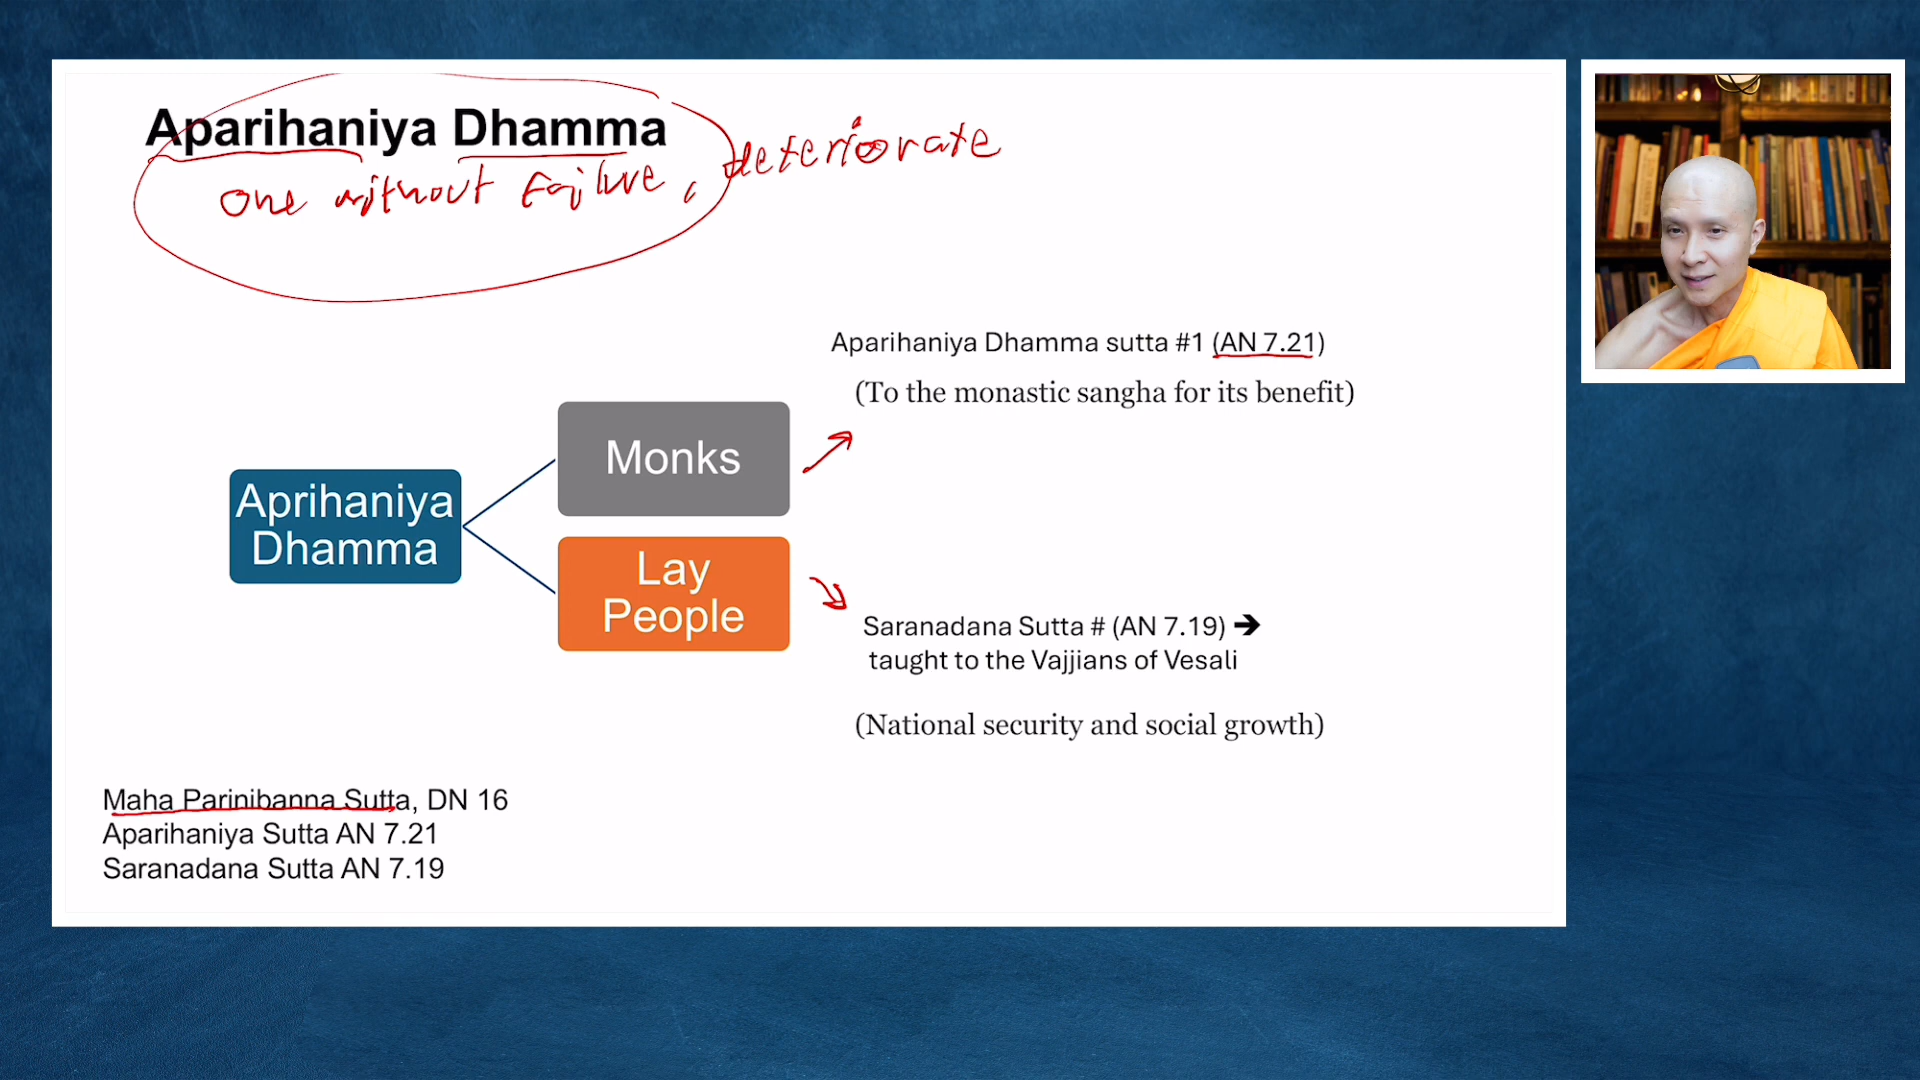 Aparihaniya Dhamma
one without failure, deteriorate
Aparihaniya Dhamma sutta #1 (AN 7.21)
(To the monastic sangha for its benefit)
Monks
Aprihaniya
Dhamma
Lay
People
Saranadana Sutta # (AN 7.19) ➔
taught to the Vajjians of Vesali
(National security and social growth)
Maha Parinibanna Sutta, DN 16
Aparihaniya Sutta AN 7.21
Saranadana Sutta AN 7.19